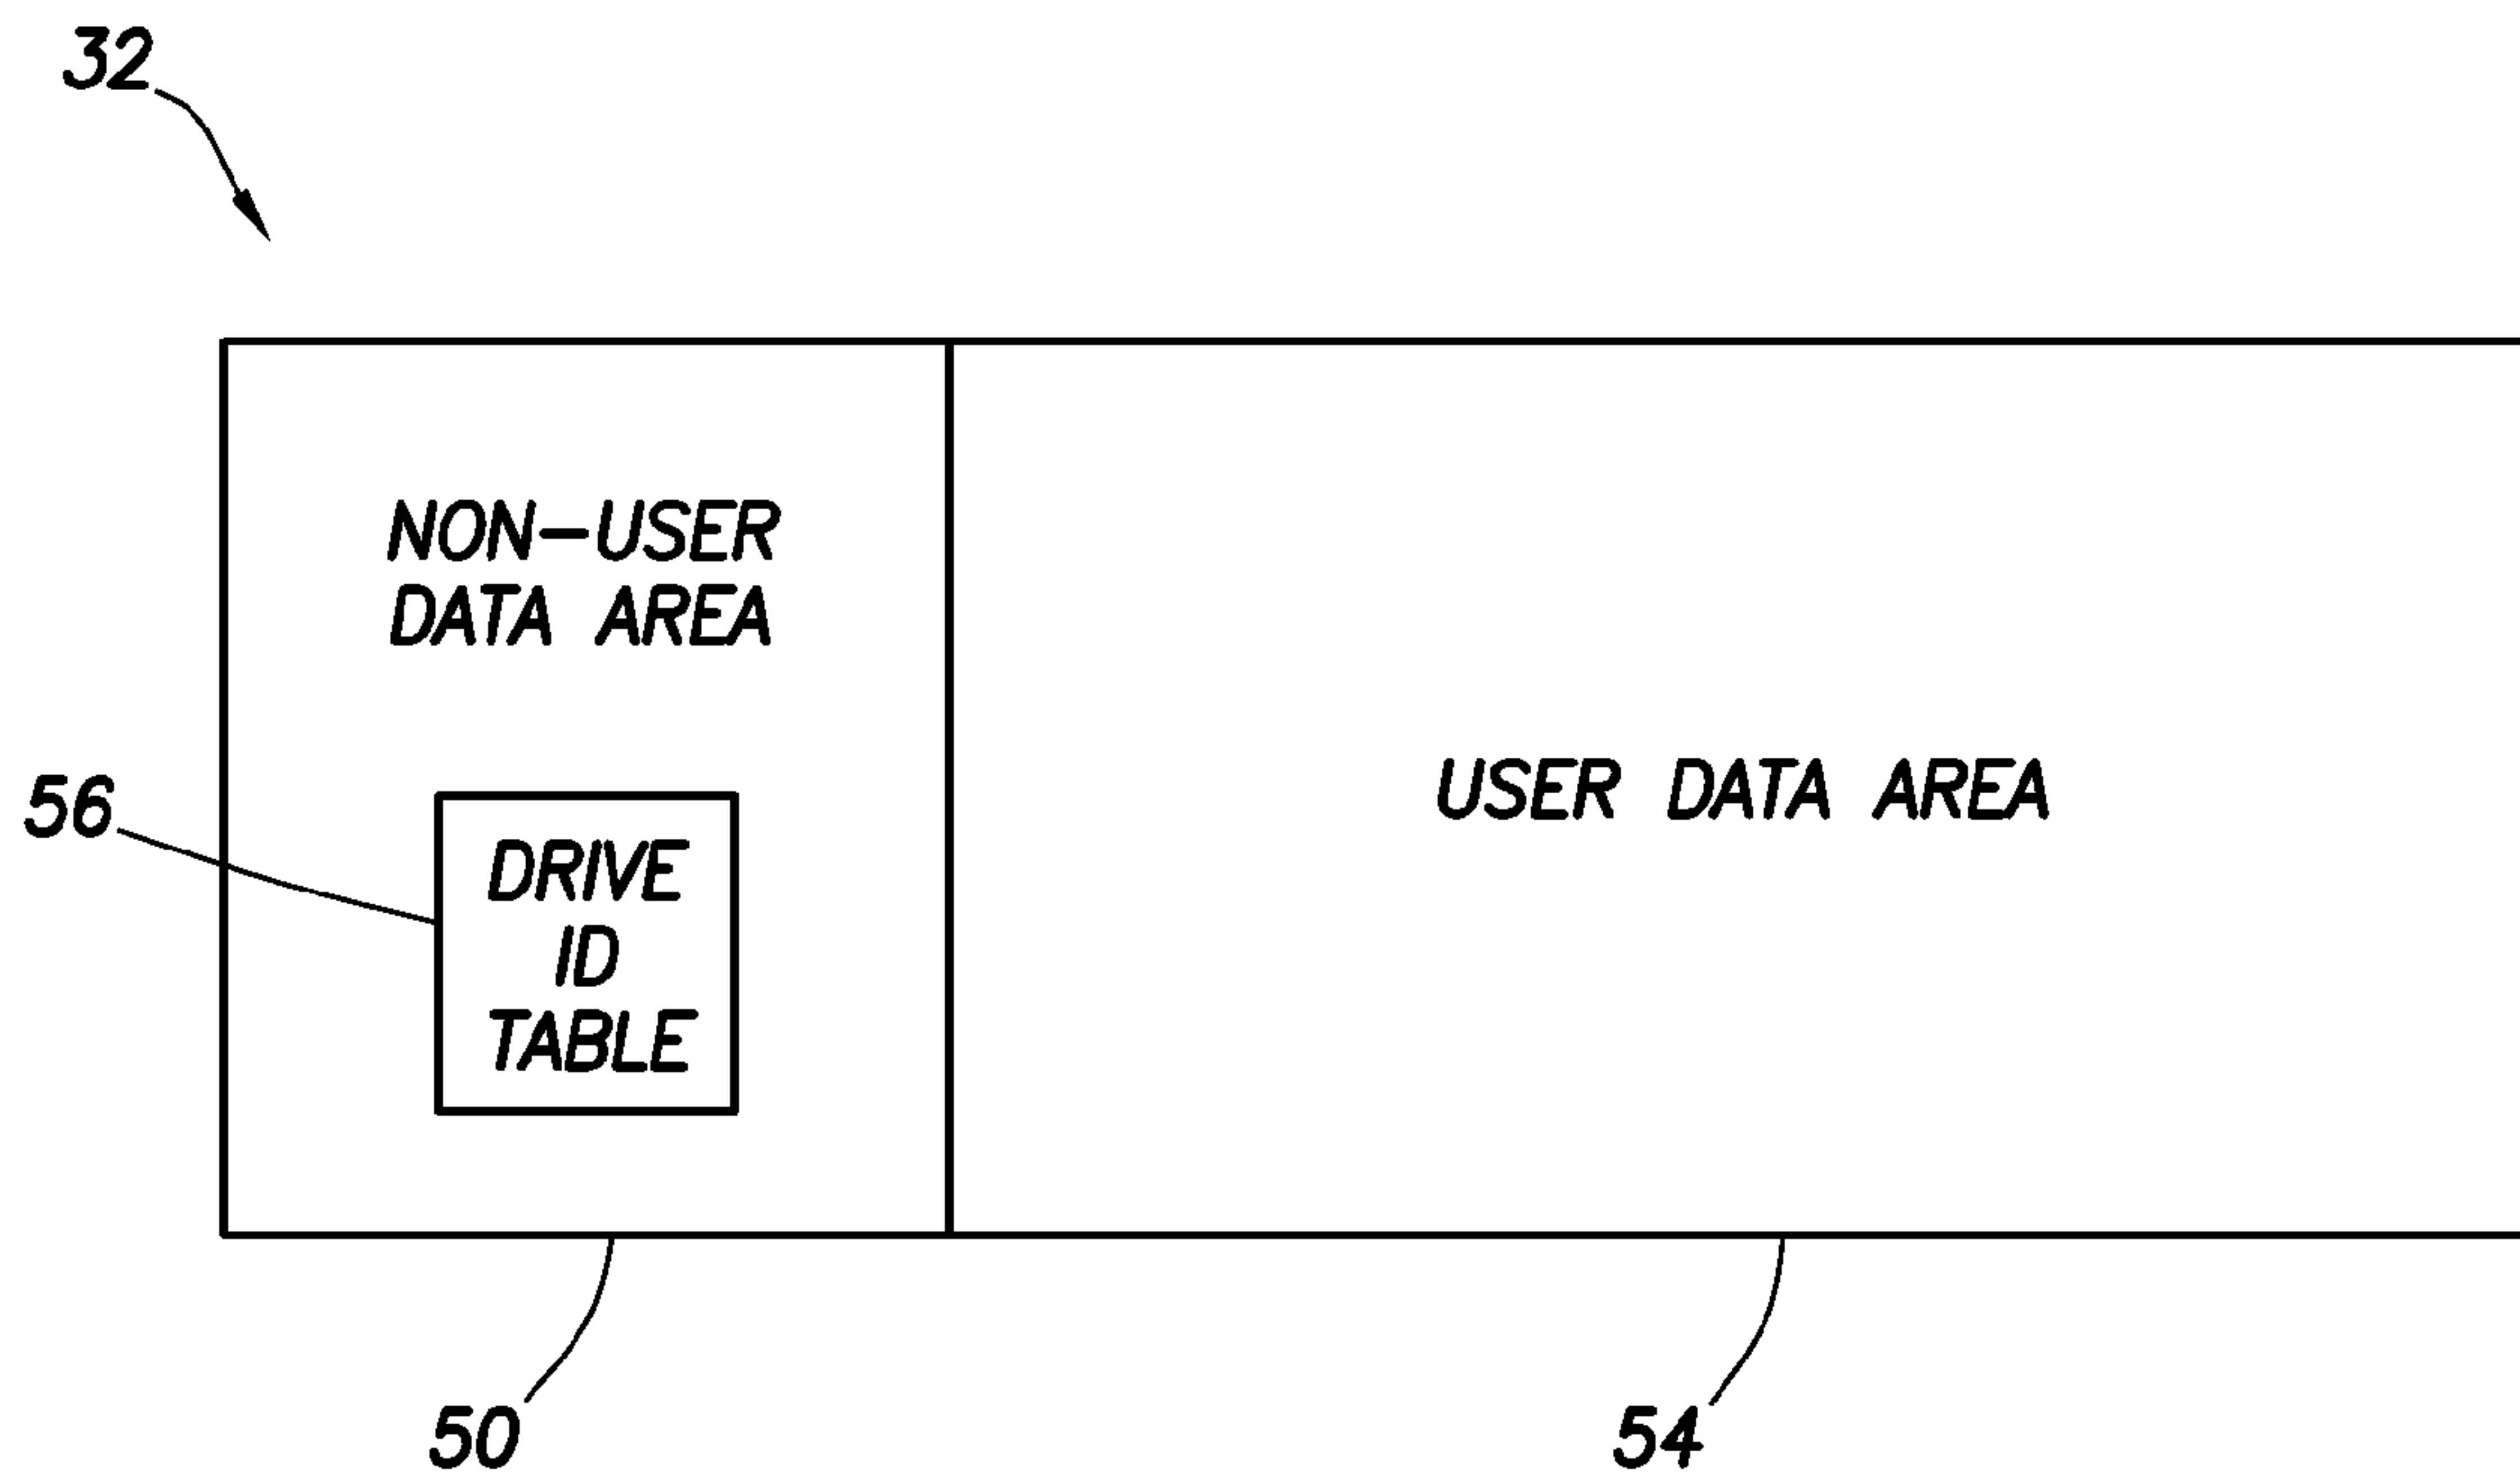 32
NON-USER
DATA AREA
USER DATA AREA
56
DRIVE
ID
TABLE
50
54